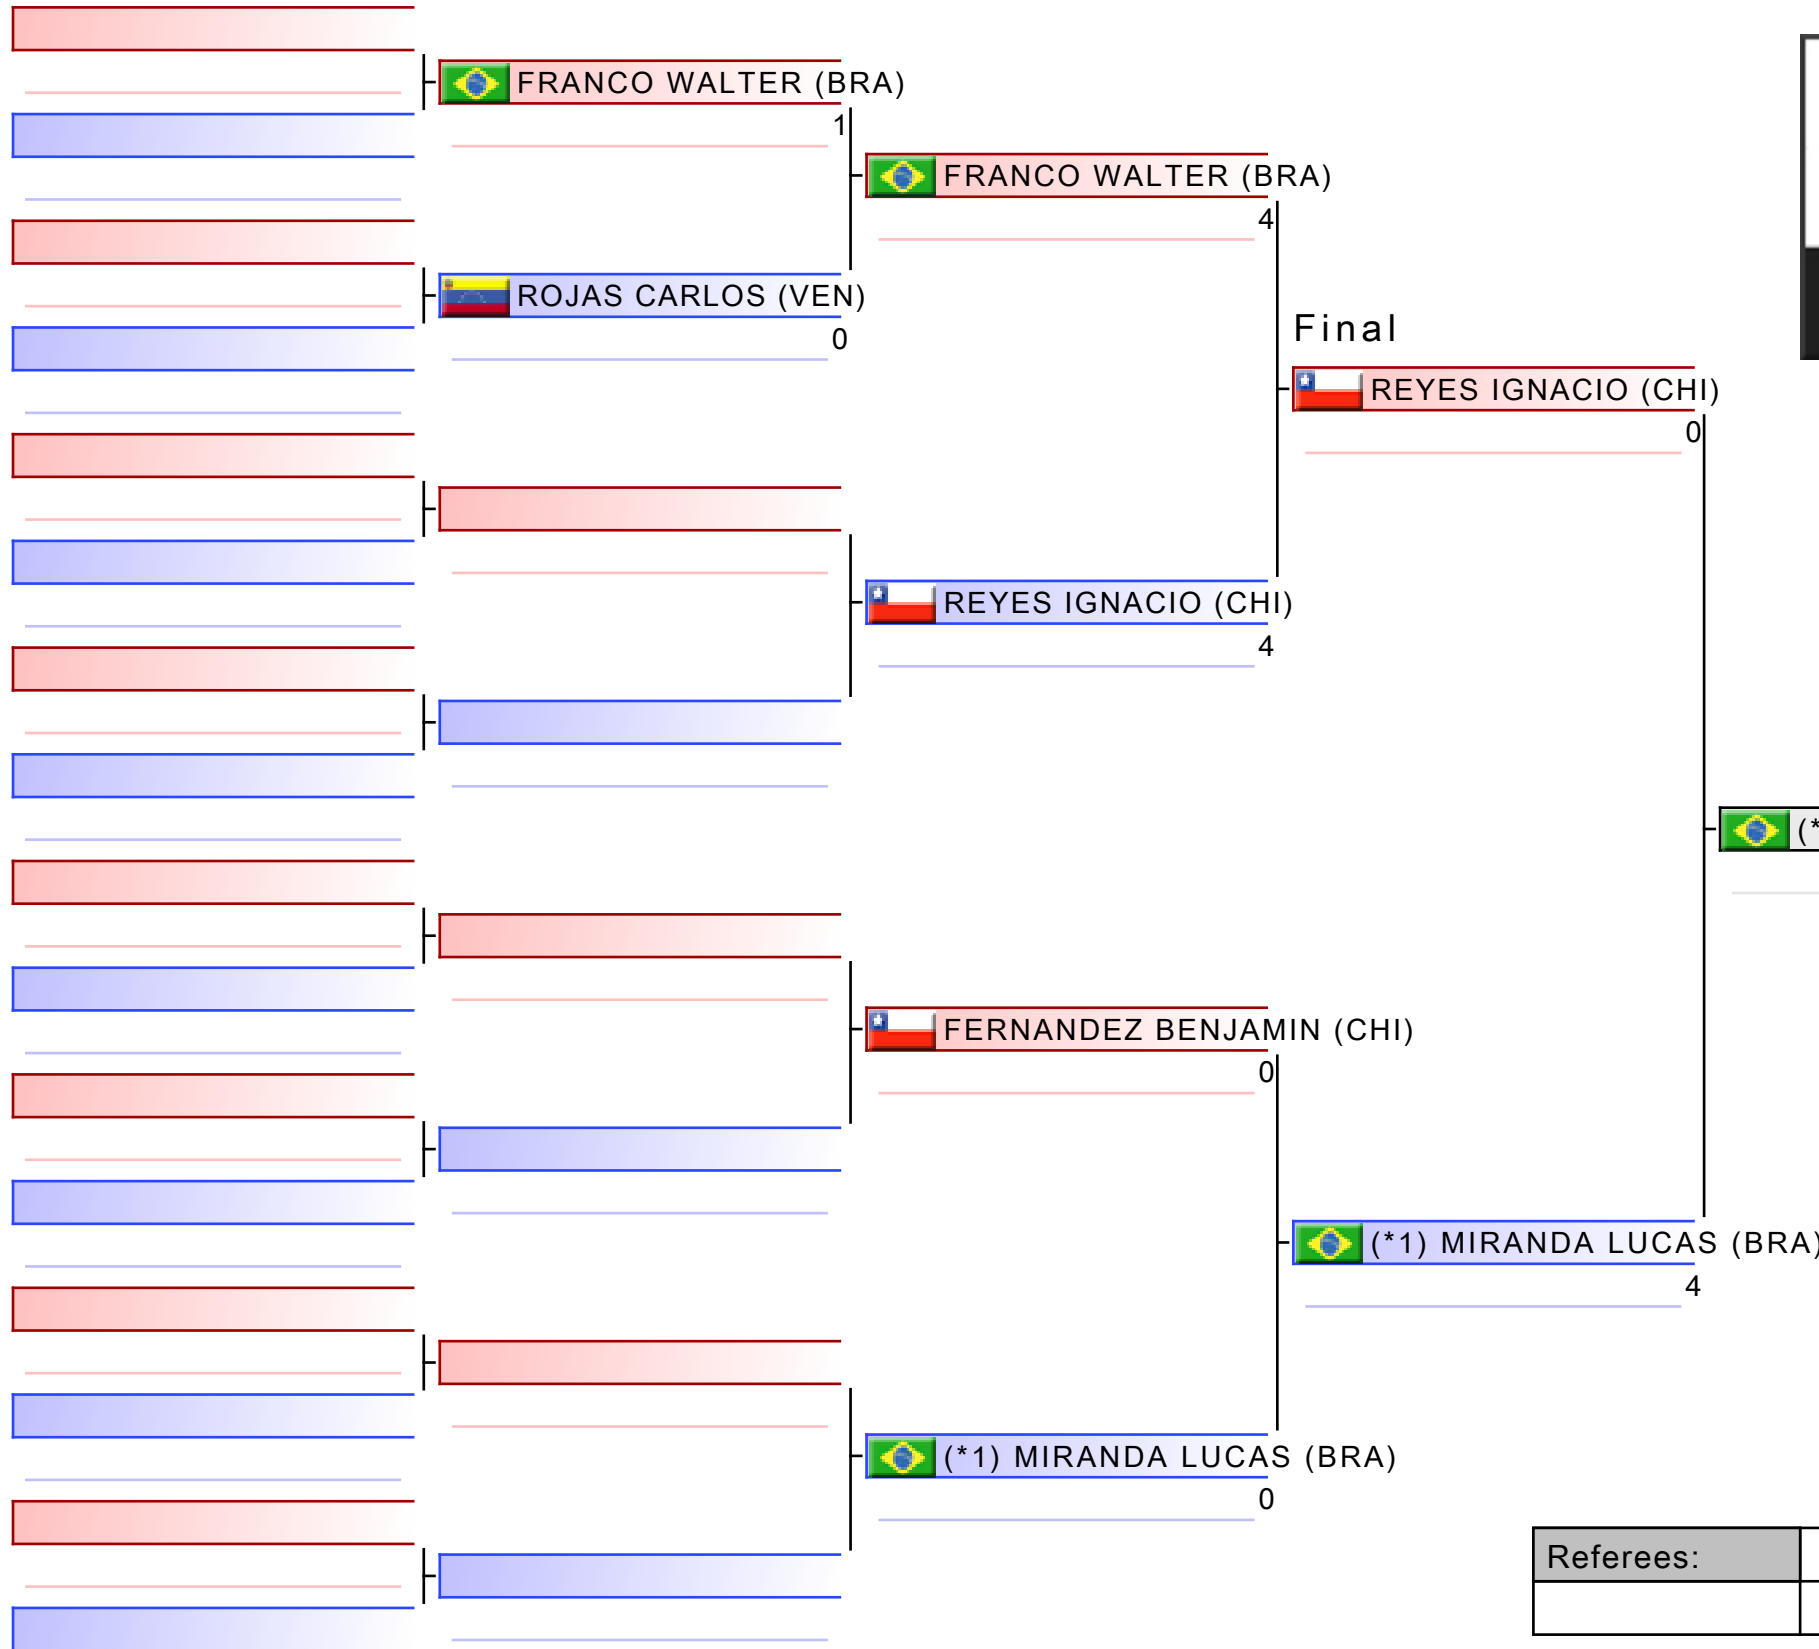 FRANCO WALTER (BRA)
1
FRANCO WALTER (BRA)
4
ROJAS CARLOS (VEN)
0
Final
REYES IGNACIO (CHI)
0
REYES IGNACIO (CHI)
4
(*
FERNANDEZ BENJAMIN (CHI)
0
(*1) MIRANDA LUCAS (BRA)
4
(*1) MIRANDA LUCAS (BRA)
0
Referees: